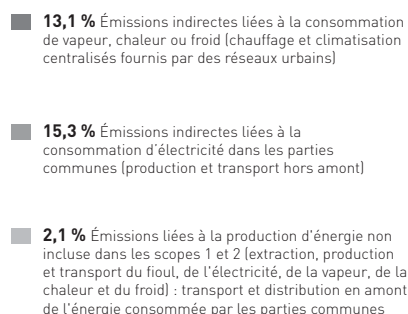 13,1 % Émissions indirectes liées à la consommation
de vapeur, chaleur ou froid (chauffage et climatisation
centralisés fournis par des réseaux urbains)
15,3 % Émissions indirectes liées à la
consommation d'électricité dans les parties
communes (production et transport hors amont)
2,1 % Émissions liées à la production d'énergie non
incluse dans les scopes 1 et 2 (extraction, production
et transport du fioul, de l'électricité, de la vapeur, de la
chaleur et du froid) : transport et distribution en amont
de l'énergie consommée par les parties communes